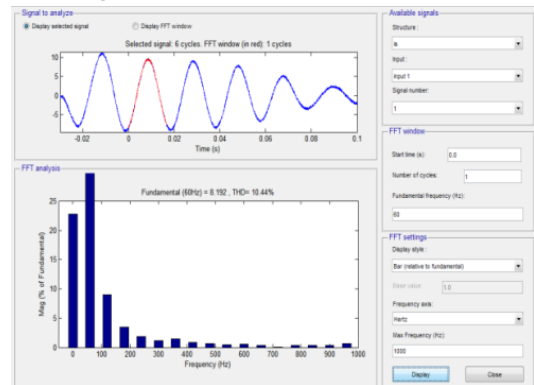 Signal to analyze
Display selected signal
Display FFT window
Selected signal: 6 cycles. FFT window (in red): 1 cycles
10
5
0
-5
-0.02 0 0.02 0.04 0.06 0.08 0.1
Time (s)
FFT analysis
Fundamental (60Hz) = 8.192 , THD= 10.44%
25
20
15
10
5
0
Mag (% of Fundamental)
0 100 200 300 400 500 600 700 800 900 1000
Frequency (Hz)
Available signals
Structure :
is
Input :
input 1
Signal number:
1
FFT window
Start time (s):
0.0
Number of cycles:
1
Fundamental frequency (Hz):
60
FFT settings
Display style :
Bar (relative to fundamental)
Base value:
1.0
Frequency axis:
Hertz
Max Frequency (Hz):
1000
Display
Close